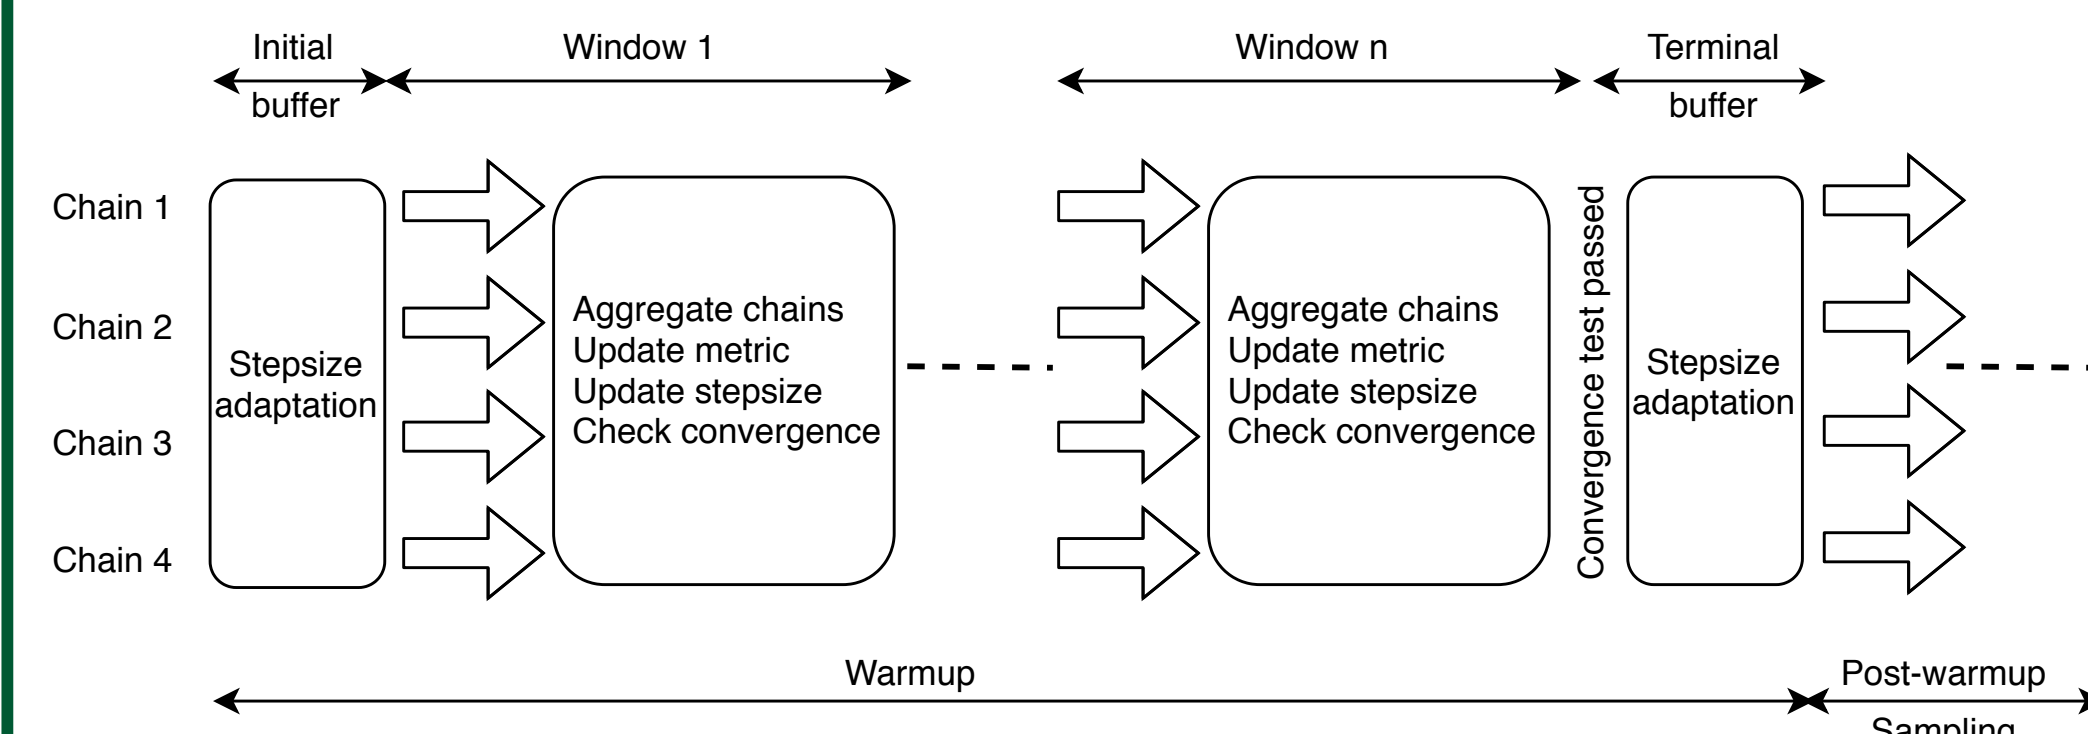 Initial
buffer
Window 1
Window n
Terminal
buffer
Chain 1
Chain 2
Chain 3
Chain 4
Stepsize
adaptation
Aggregate chains
Update metric
Update stepsize
Check convergence
Aggregate chains
Update metric
Update stepsize
Check convergence
Convergence test passed
Stepsize
adaptation
Warmup
Post-warmup
Sampling